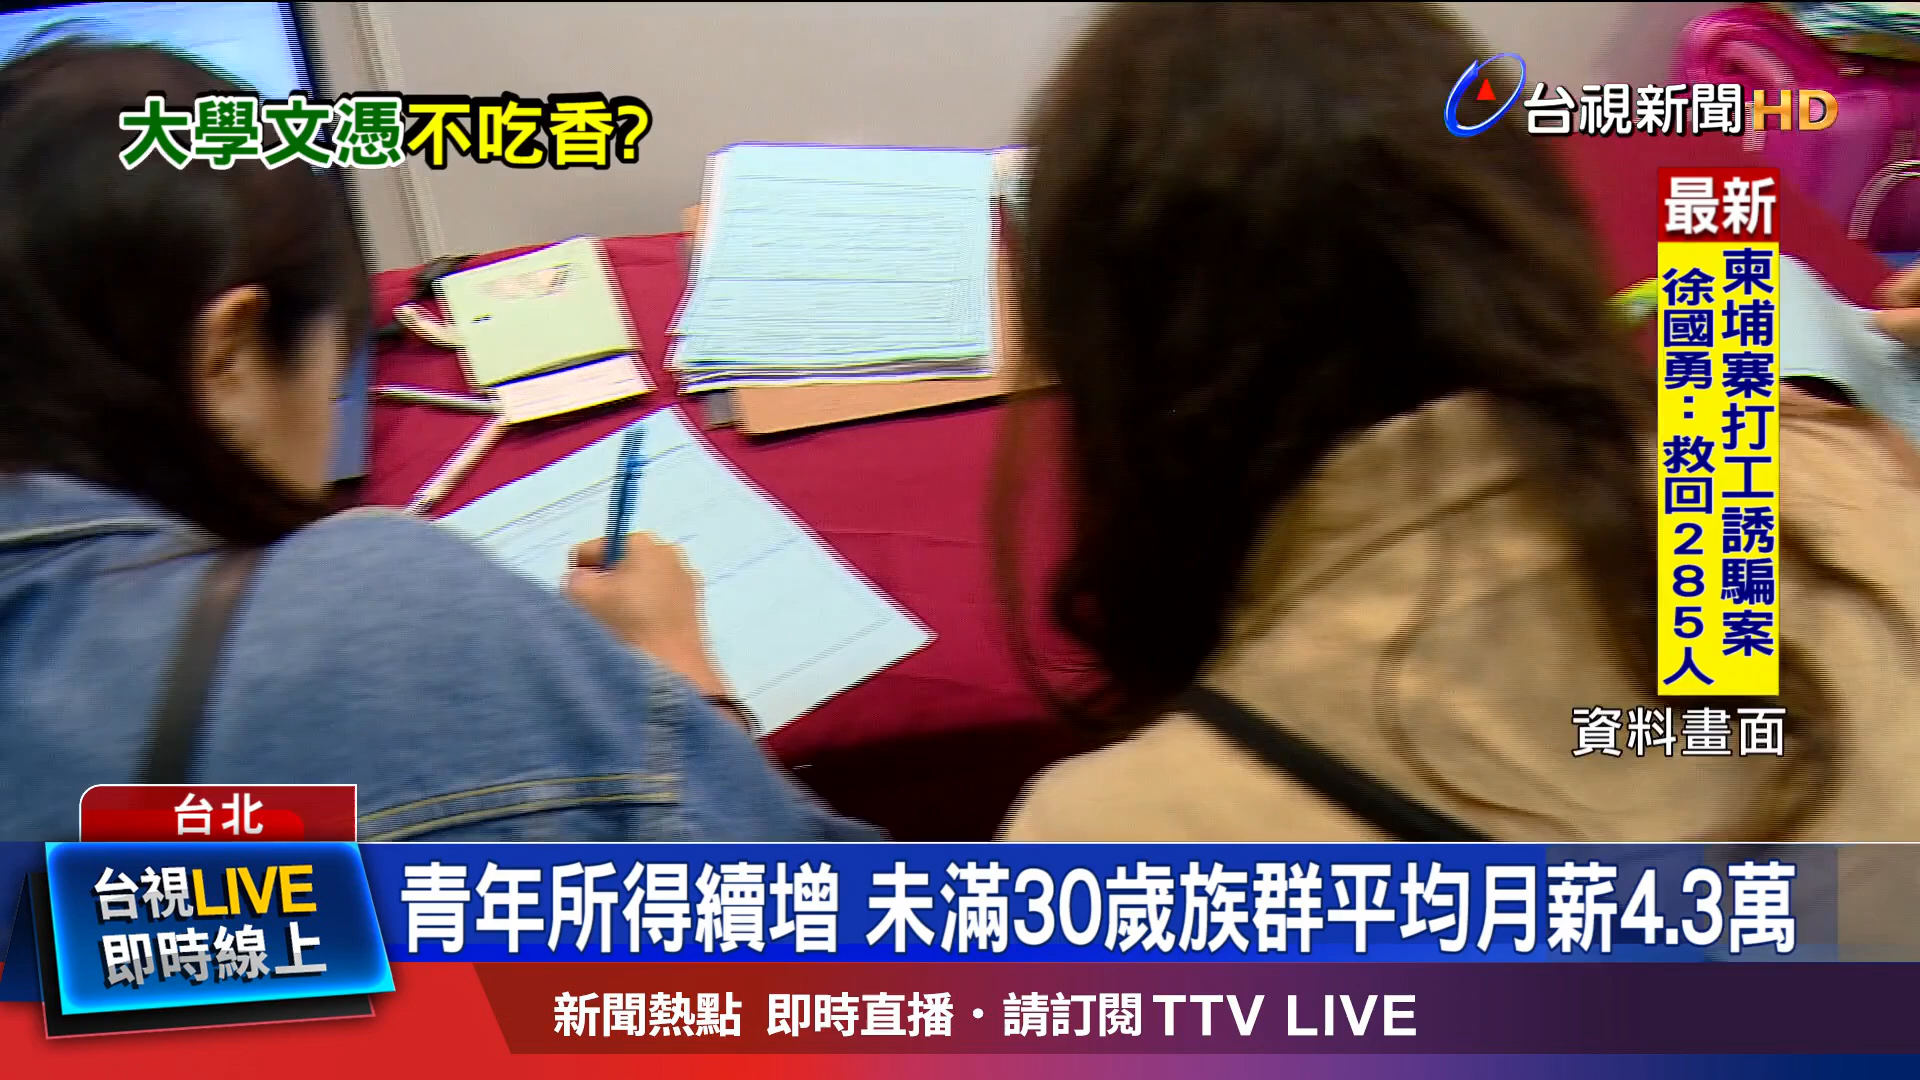 大學文憑不吃香?
台視新聞HD
最新
柬埔寨打工誘騙案
徐國勇:救回285人
資料畫面
台北
台視LIVE
即時線上
青年所得續增 未滿30歲族群平均月薪4.3萬
新聞熱點 即時直播・請訂閱TTV LIVE